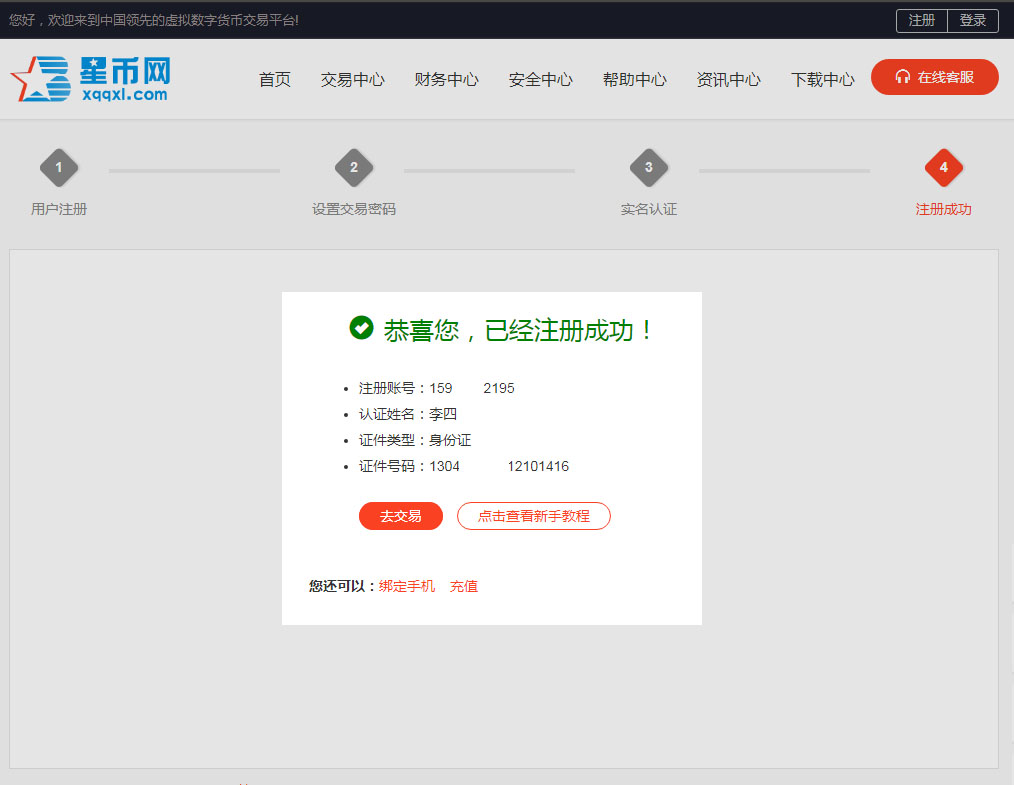 您好，欢迎来到中国领先的虚拟数字货币交易平台!
注册 登录
星币网
xqqxl.com
首页 交易中心 财务中心 安全中心 帮助中心 资讯中心 下载中心 在线客服
1 2 3 4
用户注册 设置交易密码 实名认证 注册成功
恭喜您，已经注册成功！
注册账号：159 2195
认证姓名：李四
证件类型：身份证
证件号码：1304 12101416
去交易 点击查看新手教程
您还可以：绑定手机 充值